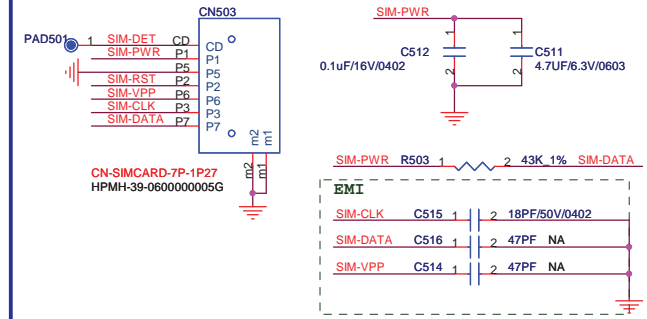 CN503
PAD501 1 SIM-DET CD CD
SIM-PWR P1 P1
P5 P5
SIM-RST P2 P2
SIM-VPP P6 P6
SIM-CLK P3 P3
SIM-DATA P7 P7
m2 m1
m2 m1
CN-SIMCARD-7P-1P27
HPMH-39-0600000005G
SIM-PWR
1 1
C512 C511
0.1uF/16V/0402 4.7UF/6.3V/0603
2 2
SIM-PWR R503 1 2 43K_1% SIM-DATA
EMI
SIM-CLK C515 1 2 18PF/50V/0402
SIM-DATA C516 1 2 47PF NA
SIM-VPP C514 1 2 47PF NA